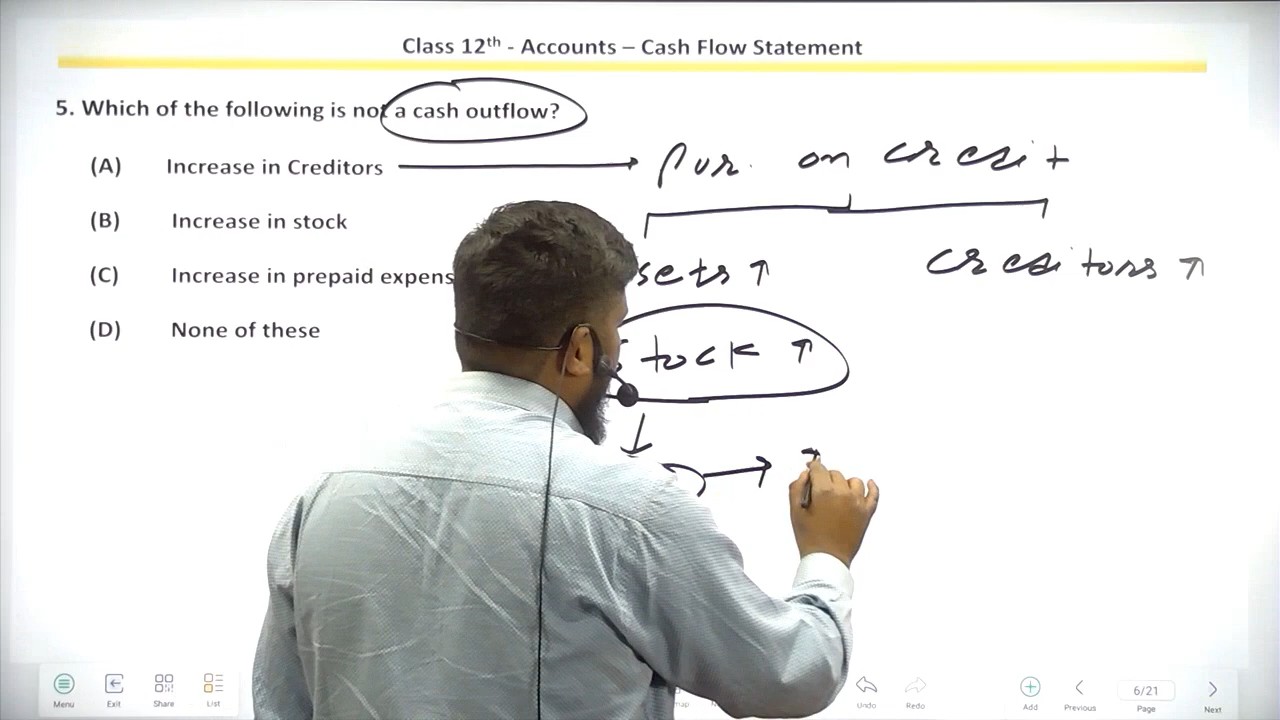 Class 12th - Accounts – Cash Flow Statement
5. Which of the following is not a cash outflow?
(A) Increase in Creditors
Pur. on credit
(B) Increase in stock
(C) Increase in prepaid expens
sets ↑
creditors ↑
(D) None of these
tock ↑
Menu
Exit
Share
List
Undo
Redo
Add
Previous
6/21
Page
Next